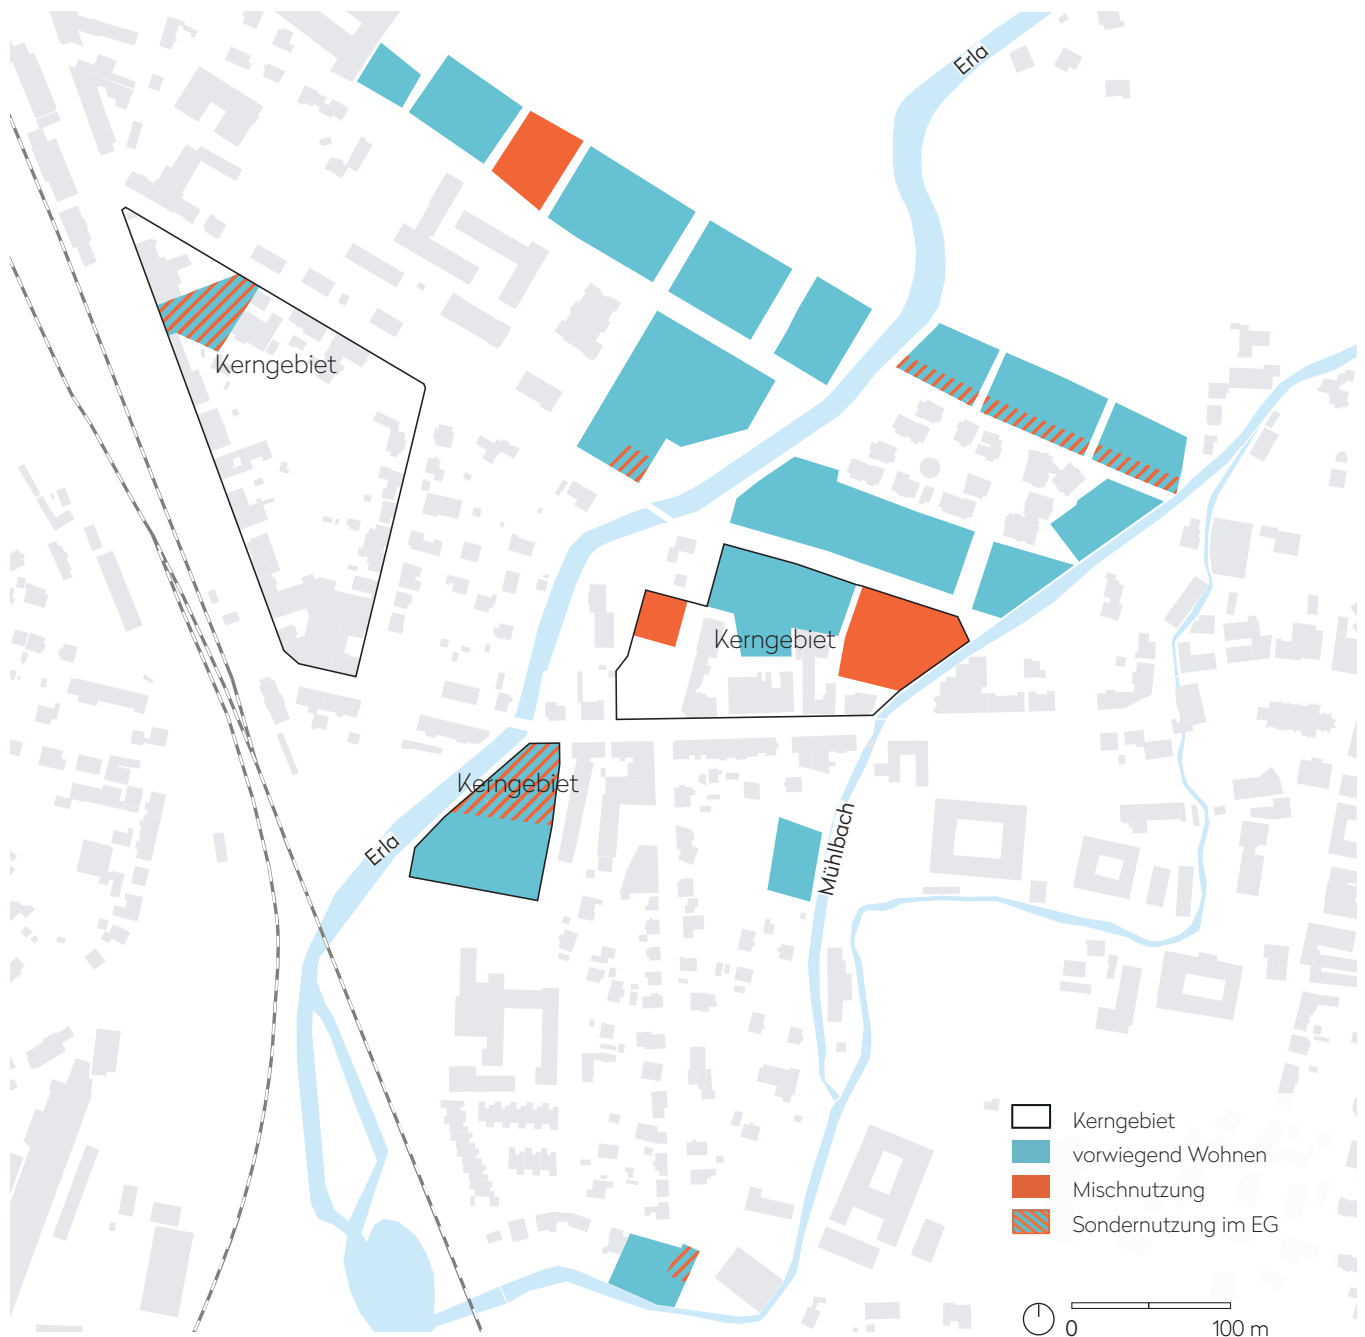 Erla
Kerngebiet
Kerngebiet
Kerngebiet
Erla
Mühlbach
Kerngebiet
vorwiegend Wohnen
Mischnutzung
Sondernutzung im EG
0 100 m